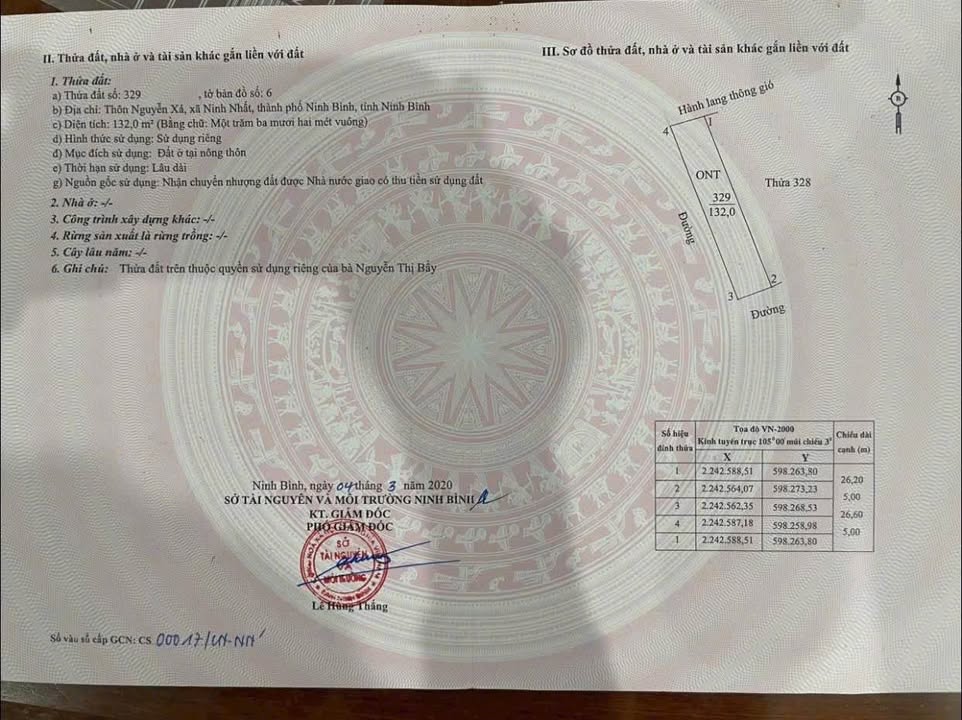 II. Thửa đất, nhà ở và tài sản khác gắn liền với đất
1. Thửa đất:
a) Thửa đất số: 329 , tờ bản đồ số: 6
b) Địa chỉ: Thôn Nguyễn Xá, xã Ninh Nhất, thành phố Ninh Bình, tỉnh Ninh Bình
c) Diện tích: 132,0 m² (Bằng chữ: Một trăm ba mươi hai mét vuông)
d) Hình thức sử dụng: Sử dụng riêng
đ) Mục đích sử dụng: Đất ở tại nông thôn
e) Thời hạn sử dụng: Lâu dài
g) Nguồn gốc sử dụng: Nhận chuyển nhượng đất được Nhà nước giao có thu tiền sử dụng đất
2. Nhà ở: -/-
3. Công trình xây dựng khác: -/-
4. Rừng sản xuất là rừng trồng: -/-
5. Cây lâu năm: -/-
6. Ghi chú: Thửa đất trên thuộc quyền sử dụng riêng của bà Nguyễn Thị Bẩy
Ninh Bình, ngày 04 tháng 3 năm 2020
SỞ TÀI NGUYÊN VÀ MÔI TRƯỜNG NINH BÌNH
KT. GIÁM ĐỐC
PHÓ GIÁM ĐỐC
SỞ
TÀI NGUYÊN
VÀ
MÔI TRƯỜNG
Lê Hùng Thắng
Số vào sổ cấp GCN: CS 00017/CN-NN
III. Sơ đồ thửa đất, nhà ở và tài sản khác gắn liền với đất
B
Hành lang thông gió
4
1
ONT
Thửa 328
329
132,0
Đường
2
3
Đường
Số hiệu đỉnh thửa Tọa độ VN-2000 Kinh tuyến trục 105°00' múi chiếu 3° Chiều dài cạnh (m)
X Y
1 2.242.588,51 598.263,80
26,20
2 2.242.564,07 598.273,23
5,00
3 2.242.562,35 598.268,53
26,60
4 2.242.587,18 598.258,98
5,00
1 2.242.588,51 598.263,80